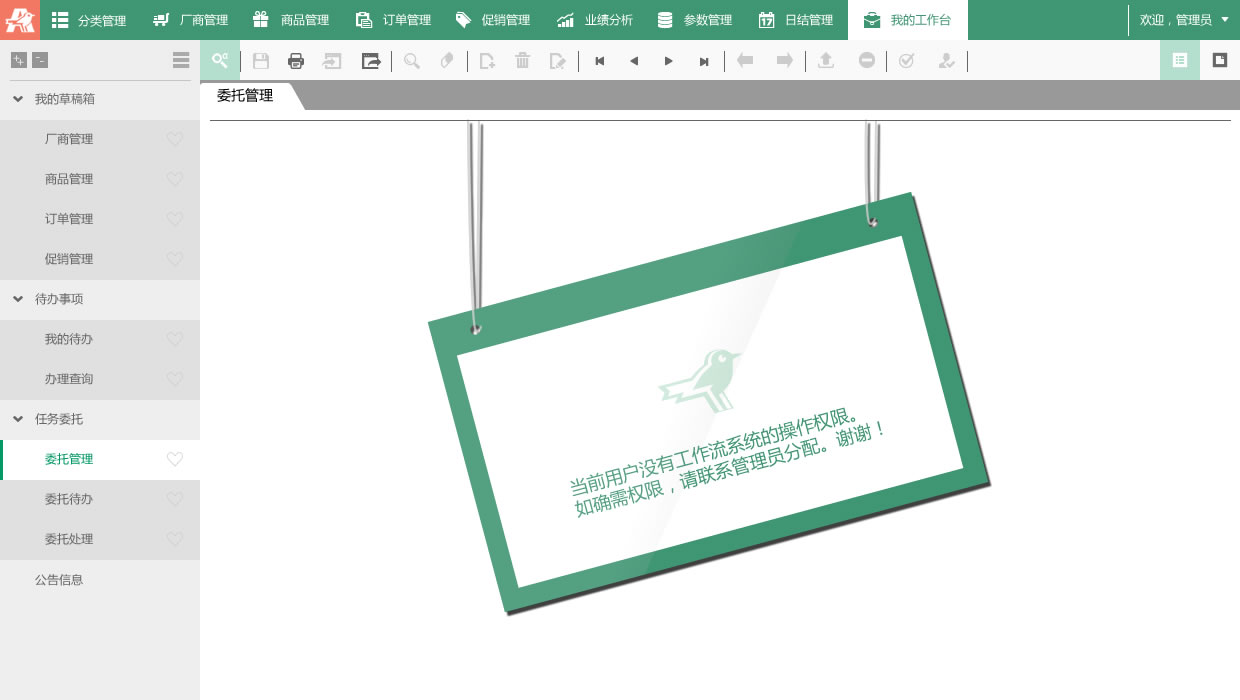 分类管理
厂商管理
商品管理
订单管理
促销管理
业绩分析
参数管理
日结管理
我的工作台
欢迎，管理员
我的草稿箱
厂商管理
商品管理
订单管理
促销管理
待办事项
我的待办
办理查询
任务委托
委托管理
委托待办
委托处理
公告信息
委托管理
当前用户没有工作流系统的操作权限。
如确需权限，请联系管理员分配。谢谢！